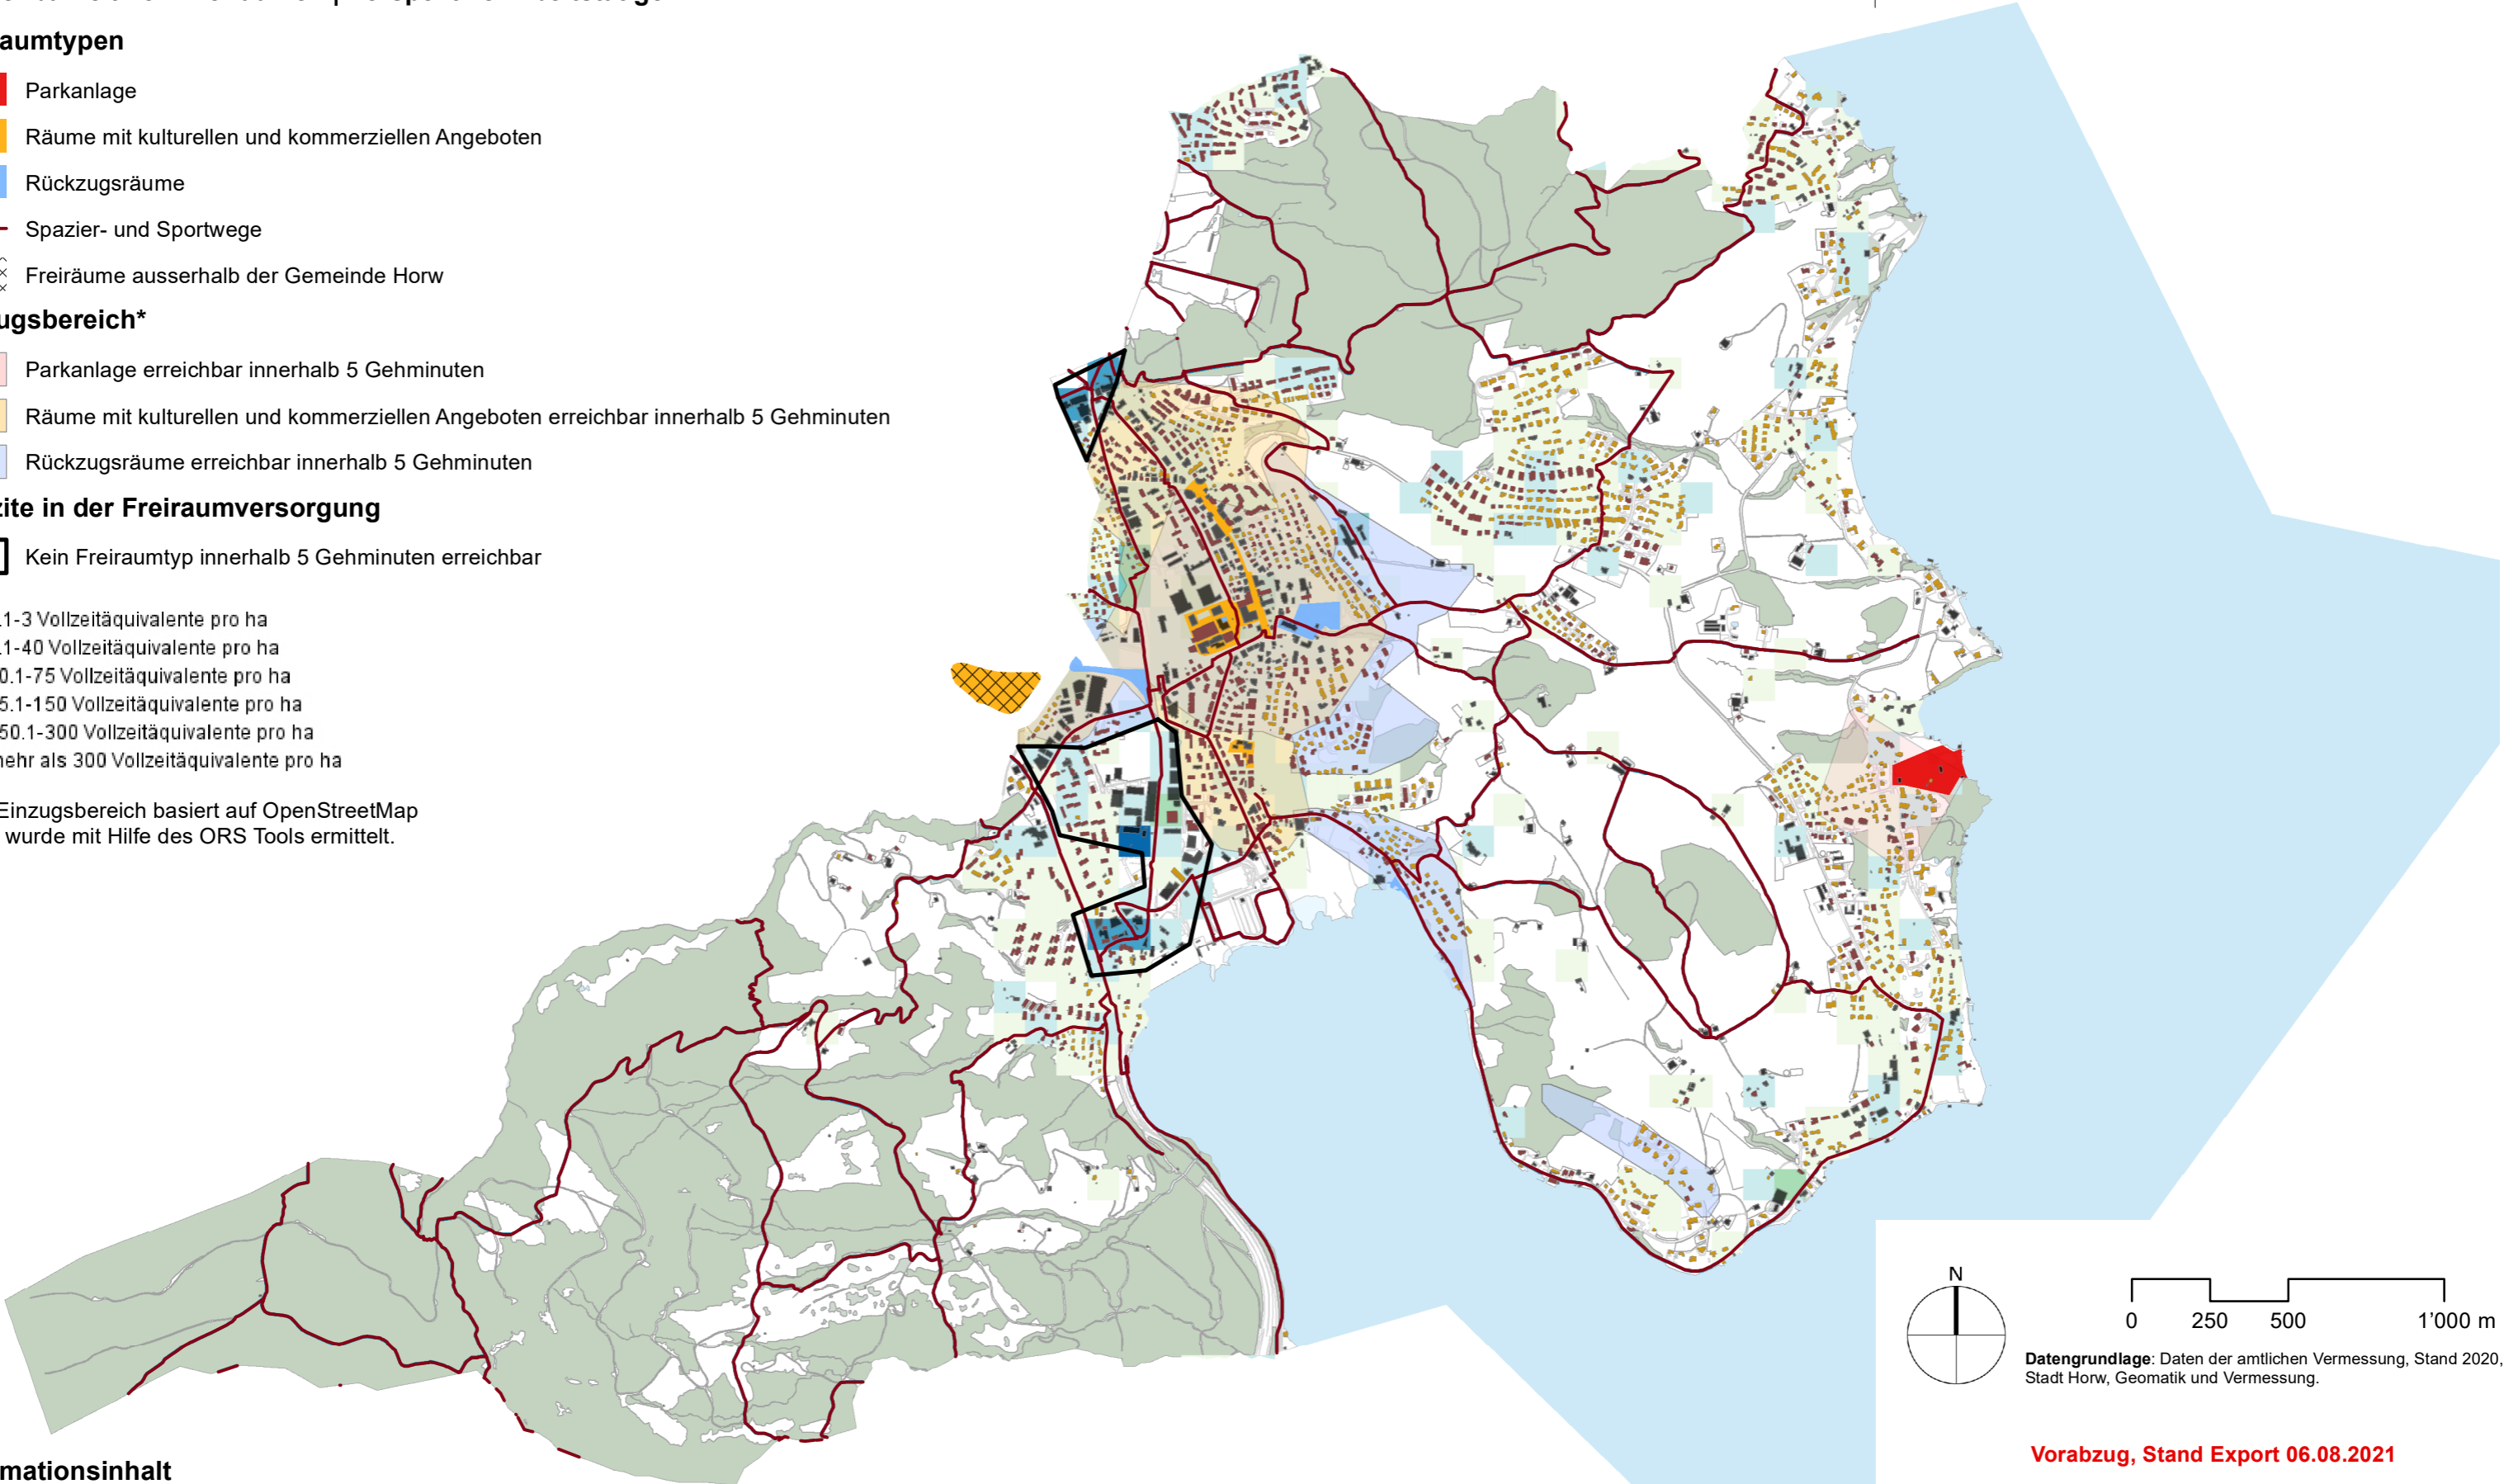 aumtypen
Parkanlage
Räume mit kulturellen und kommerziellen Angeboten
Rückzugsräume
Spazier- und Sportwege
Freiräume ausserhalb der Gemeinde Horw
ugsbereich*
Parkanlage erreichbar innerhalb 5 Gehminuten
Räume mit kulturellen und kommerziellen Angeboten erreichbar innerhalb 5 Gehminuten
Rückzugsräume erreichbar innerhalb 5 Gehminuten
zite in der Freiraumversorgung
Kein Freiraumtyp innerhalb 5 Gehminuten erreichbar
.1-3 Vollzeitäquivalente pro ha
.1-40 Vollzeitäquivalente pro ha
0.1-75 Vollzeitäquivalente pro ha
5.1-150 Vollzeitäquivalente pro ha
50.1-300 Vollzeitäquivalente pro ha
ehr als 300 Vollzeitäquivalente pro ha
Einzugsbereich basiert auf OpenStreetMap
wurde mit Hilfe des ORS Tools ermittelt.
N
0 250 500 1'000 m
Datengrundlage: Daten der amtlichen Vermessung, Stand 2020,
Stadt Horw, Geomatik und Vermessung.
Vorabzug, Stand Export 06.08.2021
mationsinhalt